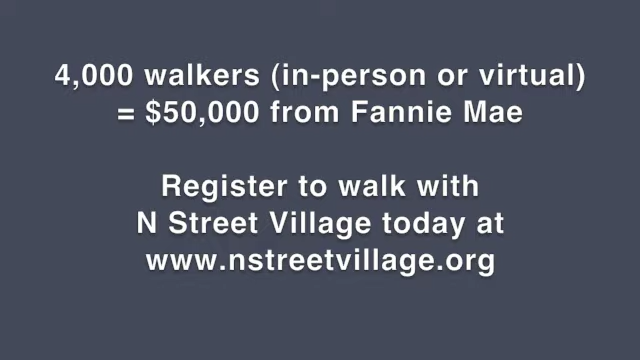 4,000 walkers (in-person or virtual)
= $50,000 from Fannie Mae
Register to walk with
N Street Village today at
www.nstreetvillage.org